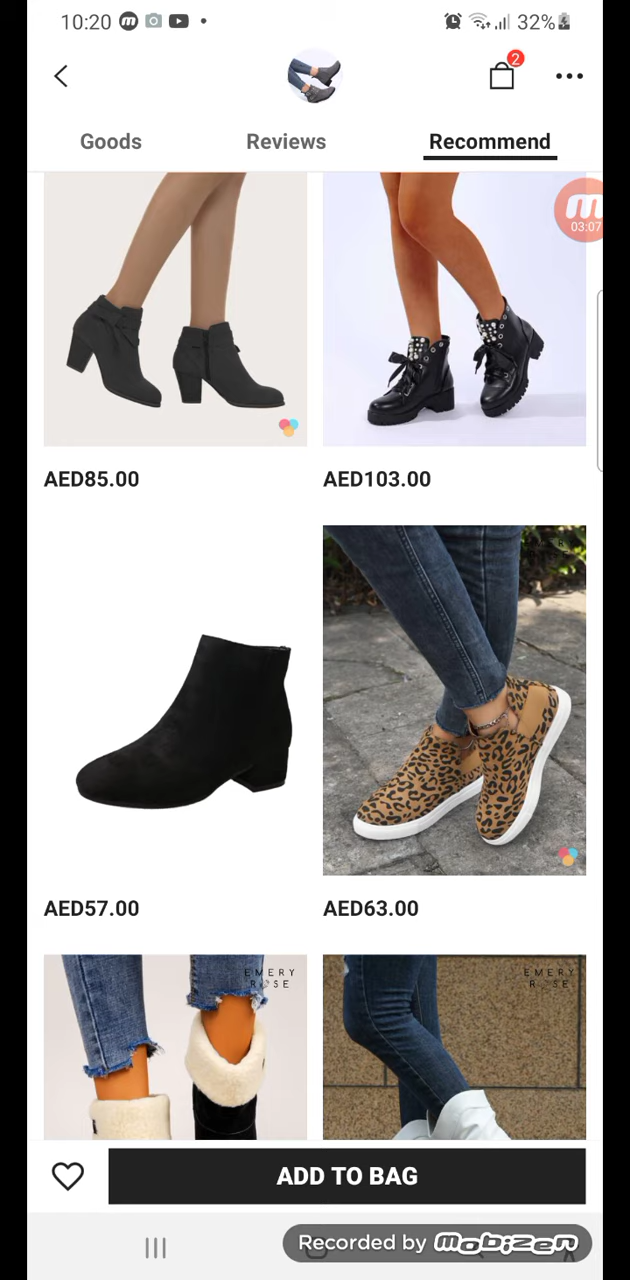 10:20
32%
2
Goods Reviews Recommend
03:07
AED85.00 AED103.00
AED57.00 AED63.00
EMERY
ROSE
EMERY
ROSE
ADD TO BAG
Recorded by mobizen